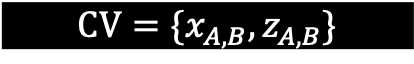 CV = {x_{A,B}, z_{A,B}}